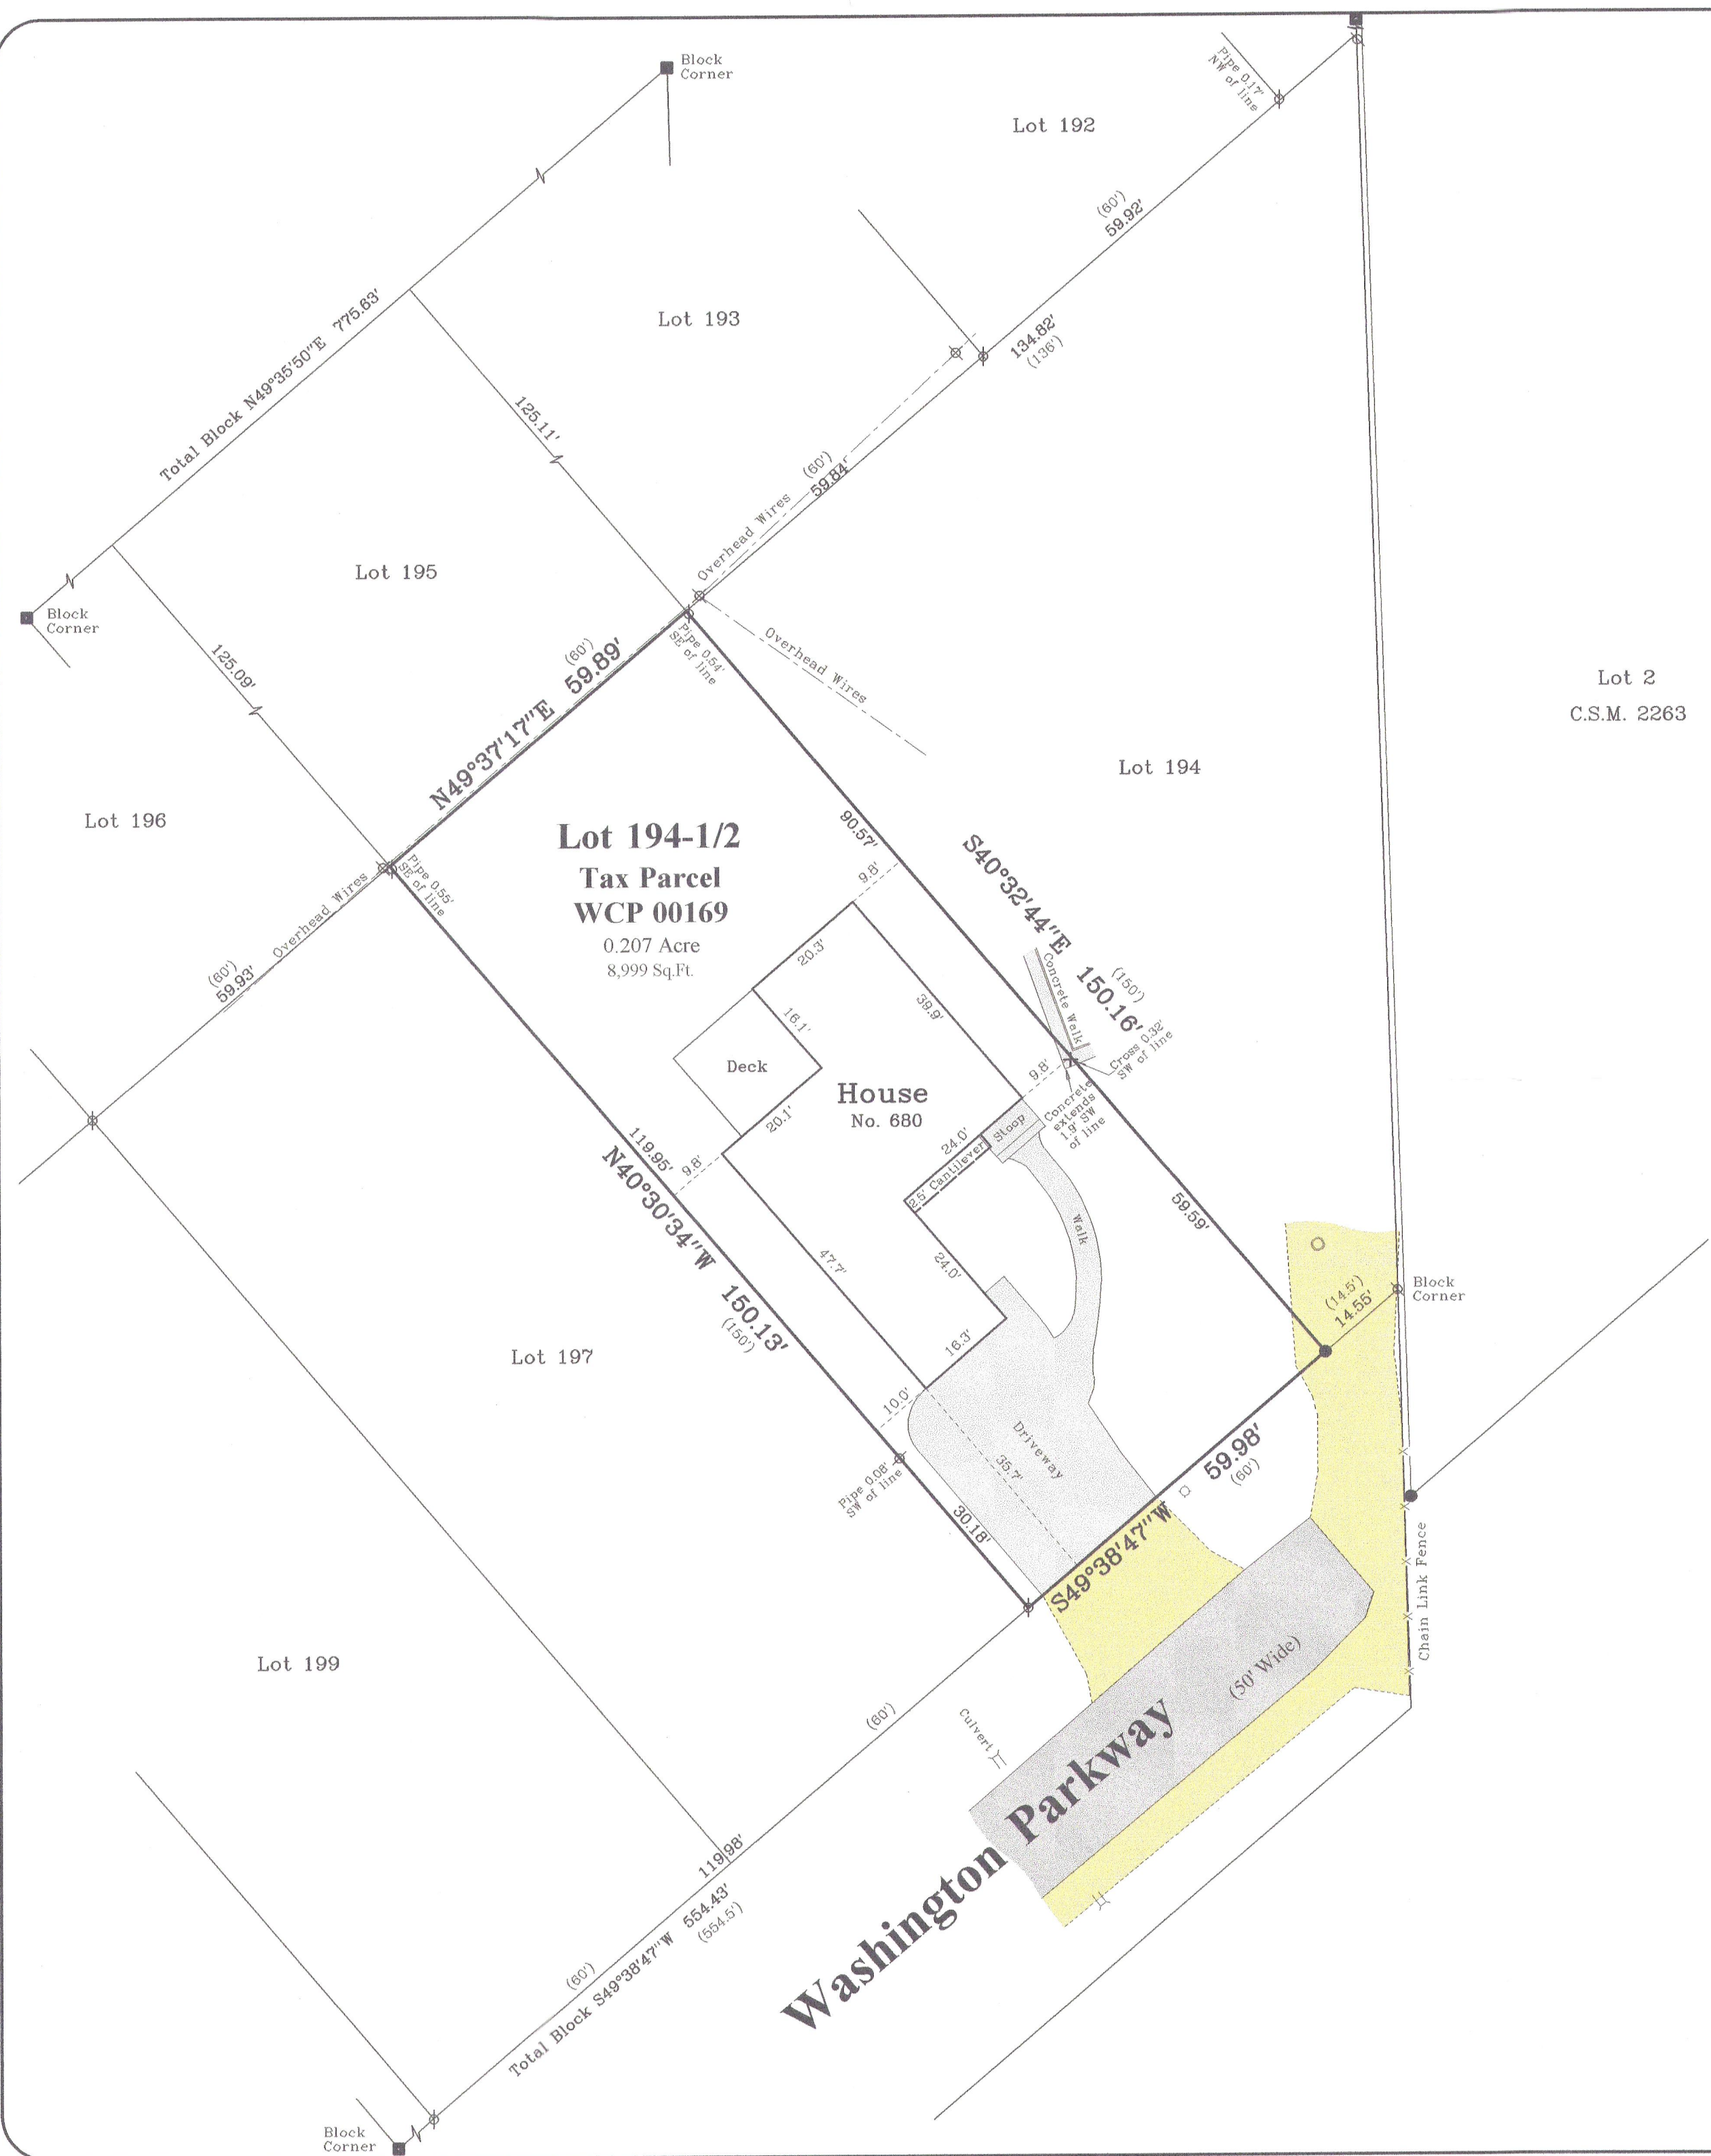 Block
Corner
Pipe 0.17'
NW of line
Lot 192
(60')
59.92'
Total Block N49°35'50"E 775.63'
Lot 193
134.82'
(136')
125.11'
(60')
59.84'
Overhead Wires
Lot 195
Block
Corner
Pipe 0.54'
SE of line
Overhead Wires
125.09'
(60')
N49°37'17"E 59.89'
Lot 2
C.S.M. 2263
Lot 194
Lot 196
Lot 194-1/2
Tax Parcel
WCP 00169
0.207 Acre
8,999 Sq.Ft.
90.57'
9.8'
Pipe 0.55'
SE of line
Overhead Wires
(60')
59.93'
S40°32'44"E 150.16'
(150')
20.3'
39.9'
16.1'
Concrete Walk
Cross 0.32'
SW of line
Deck
House
No. 680
9.8'
Concrete
extends
1.9' SW
of line
20.1'
24.0'
Stoop
2.5' Cantilever
119.95'
9.8'
N40°30'34"W 150.13'
(150')
Walk
59.59'
47.7'
24.0'
(14.5')
14.55'
Block
Corner
16.3'
Lot 197
10.0'
Driveway
35.7'
Pipe 0.08'
SW of line
30.18'
S49°38'47"W 59.98'
(60')
Chain Link Fence
Lot 199
(60')
Culvert
Washington Parkway
(50' Wide)
119.98'
(60')
Total Block S49°38'47"W 554.43'
(554.5')
Block
Corner